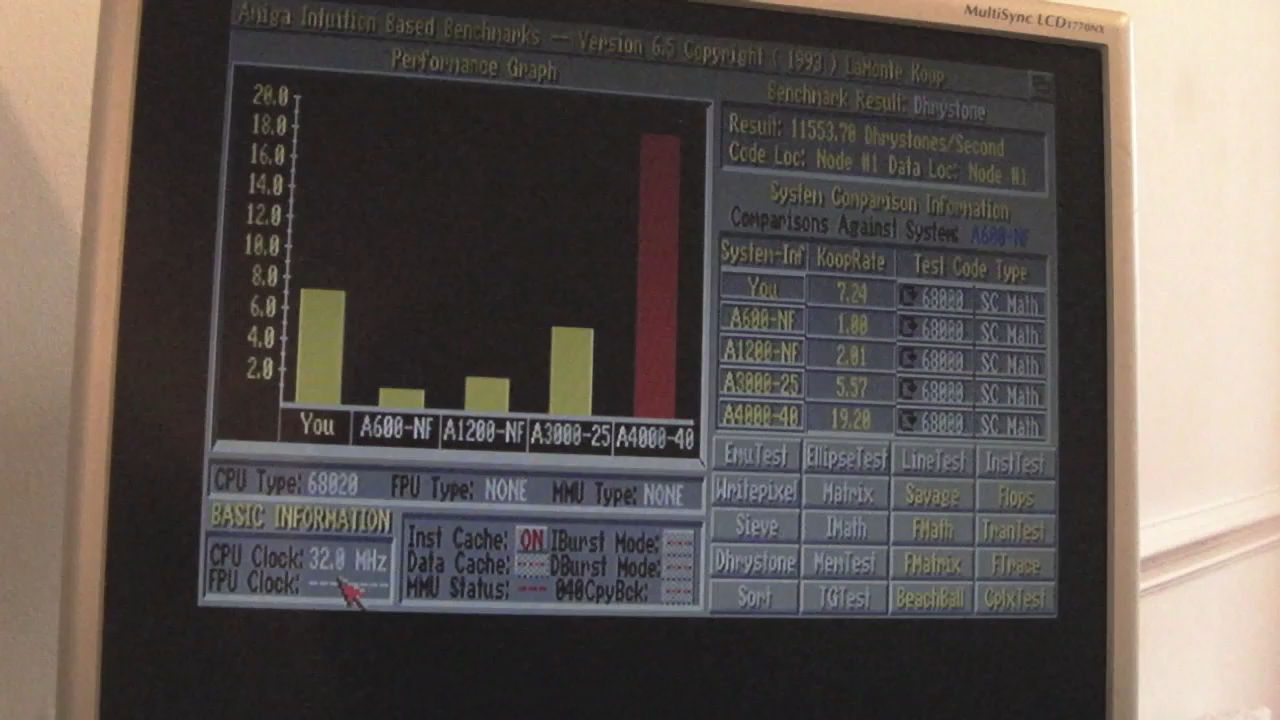 MultiSync LCD1770NX
Amiga Intuition Based Benchmarks -- Version 6.5 Copyright ( 1993 ) LaMonte Koop
Performance Graph
20.0
18.0
16.0
14.0
12.0
10.0
8.0
6.0
4.0
2.0
You A600-NF A1200-NF A3000-25 A4000-40
CPU Type: 68020 FPU Type: NONE MMU Type: NONE
BASIC INFORMATION
CPU Clock: 32.0 MHz
FPU Clock: ------
Inst Cache: ON IBurst Mode: ---
Data Cache: --- DBurst Mode: ---
MMU Status: --- 040CpyBck: ---
Benchmark Result: Dhrystone
Result: 11553.70 Dhrystones/Second
Code Loc: Node #1 Data Loc: Node #1
System Comparison Information
Comparisons Against System: A600-NF
System-Inf KoopRate Test Code Type
You 7.24 68000 SC Math
A600-NF 1.00 68000 SC Math
A1200-NF 2.01 68000 SC Math
A3000-25 5.57 68000 SC Math
A4000-40 19.20 68000 SC Math
EmuTest EllipseTest LineTest InstTest
Writepixel Matrix Savage Flops
Sieve IMath FMath TranTest
Dhrystone MemTest FMatrix FTrace
Sort TGTest BeachBall CplxTest